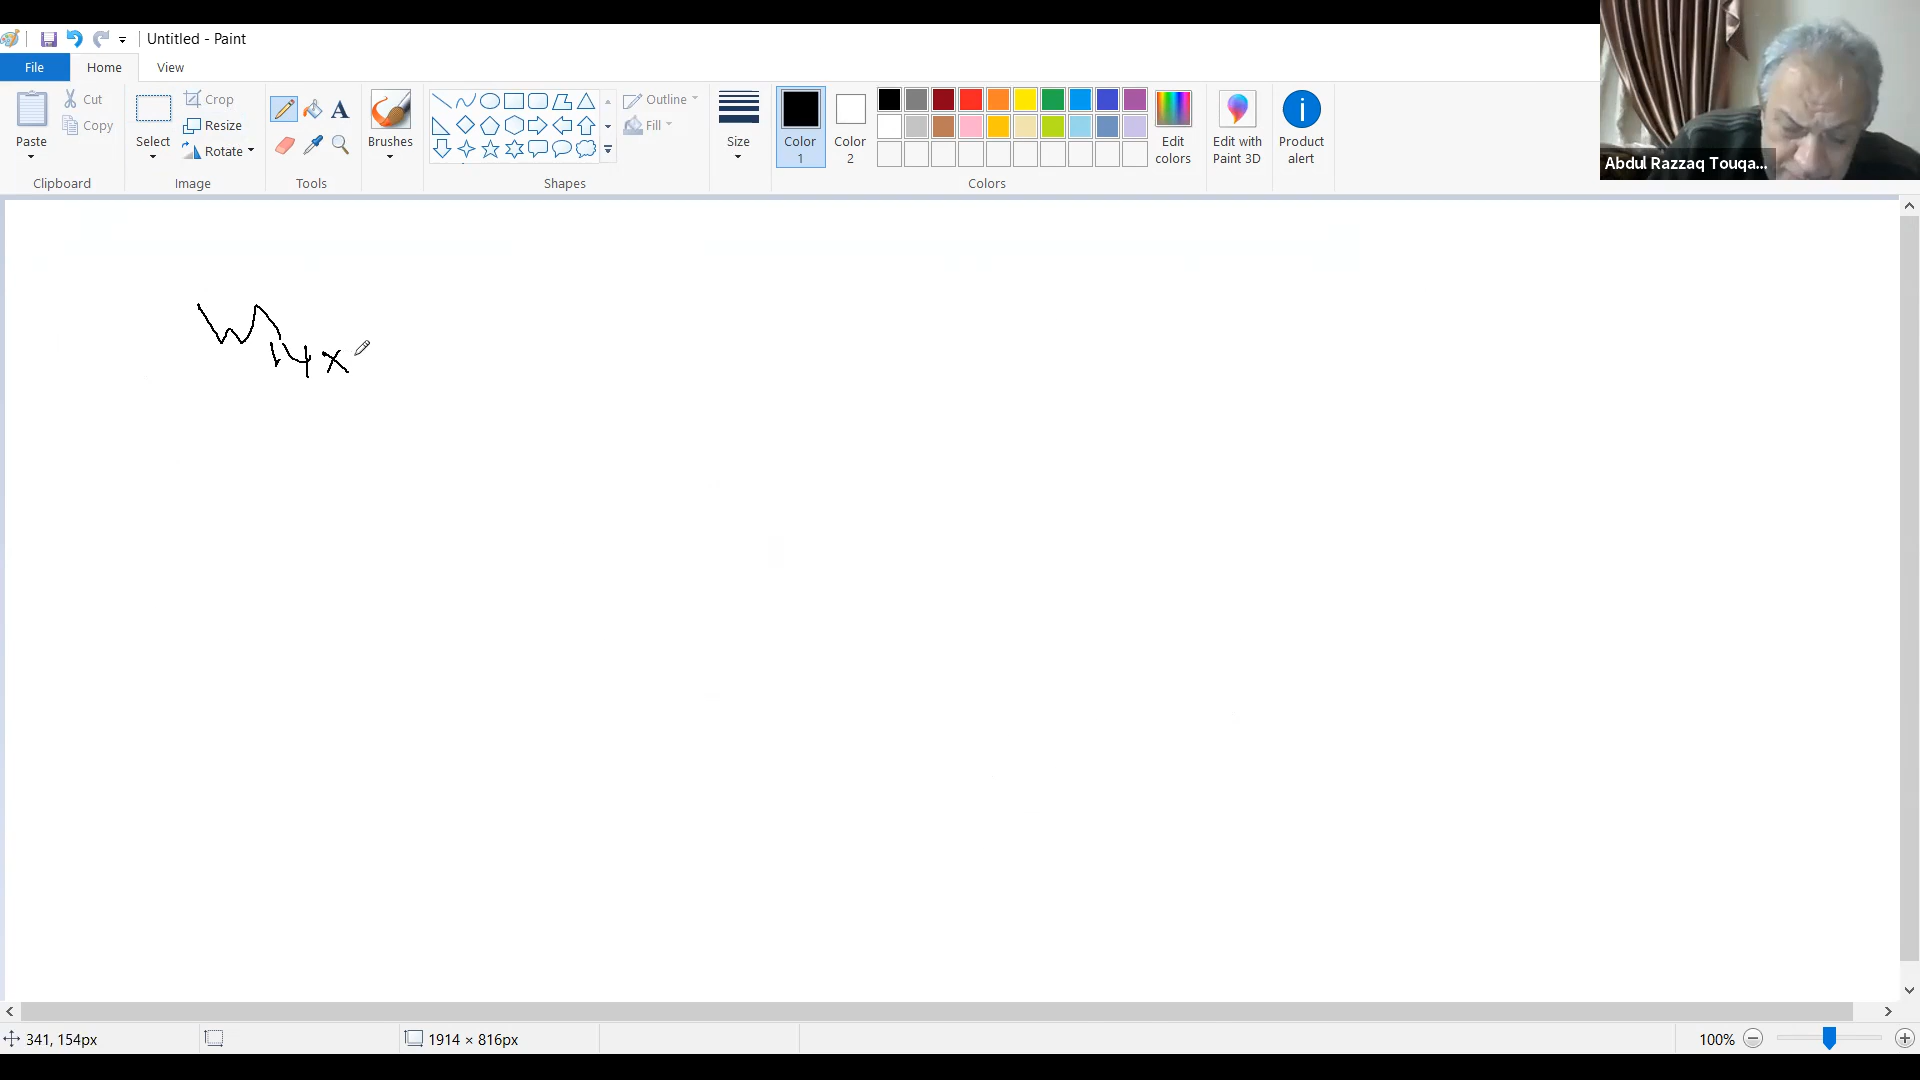 Untitled - Paint
File Home View
Paste
Cut
Copy
Clipboard
Select
Crop
Resize
Rotate
Image
A
Tools
Brushes
Outline
Fill
Shapes
Size
Color 1
Color 2
Edit colors
Colors
Edit with Paint 3D
Product alert
Abdul Razzaq Touqa...
W14x
341, 154px
1914 × 816px
100%